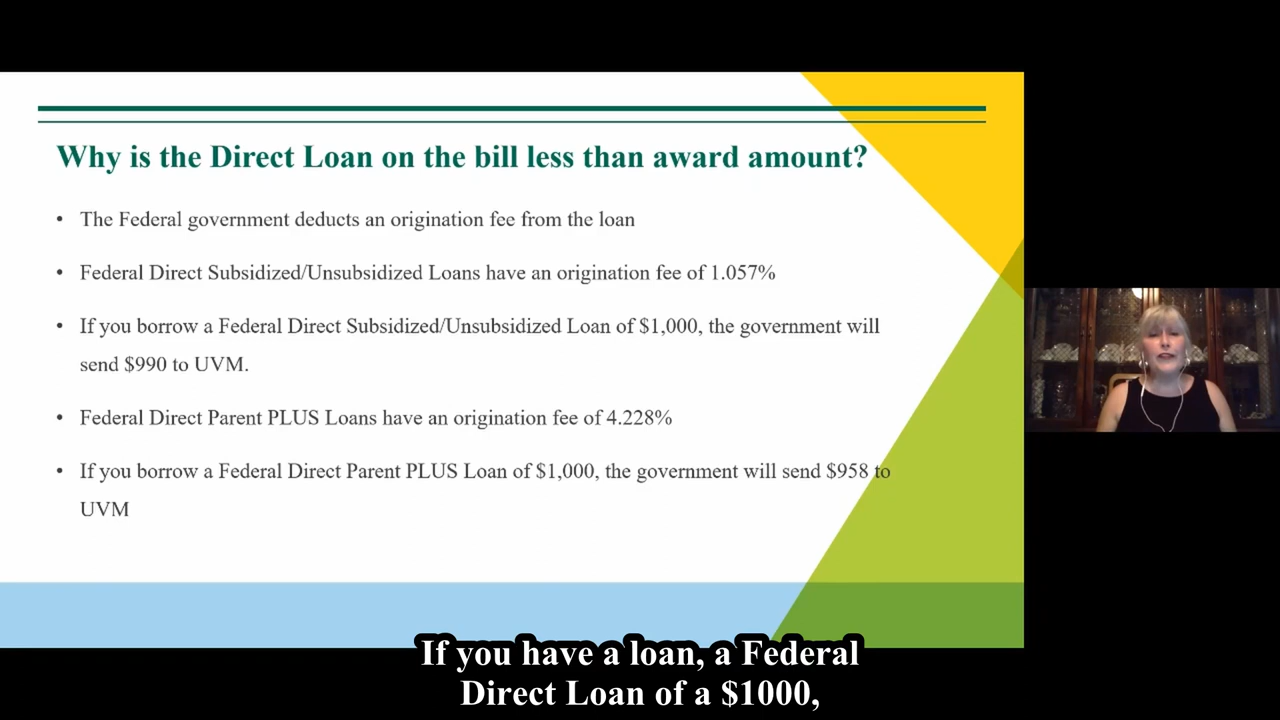 Why is the Direct Loan on the bill less than award amount?
• The Federal government deducts an origination fee from the loan
• Federal Direct Subsidized/Unsubsidized Loans have an origination fee of 1.057%
• If you borrow a Federal Direct Subsidized/Unsubsidized Loan of $1,000, the government will
send $990 to UVM.
• Federal Direct Parent PLUS Loans have an origination fee of 4.228%
• If you borrow a Federal Direct Parent PLUS Loan of $1,000, the government will send $958 to
UVM
If you have a loan, a Federal
Direct Loan of a $1000,